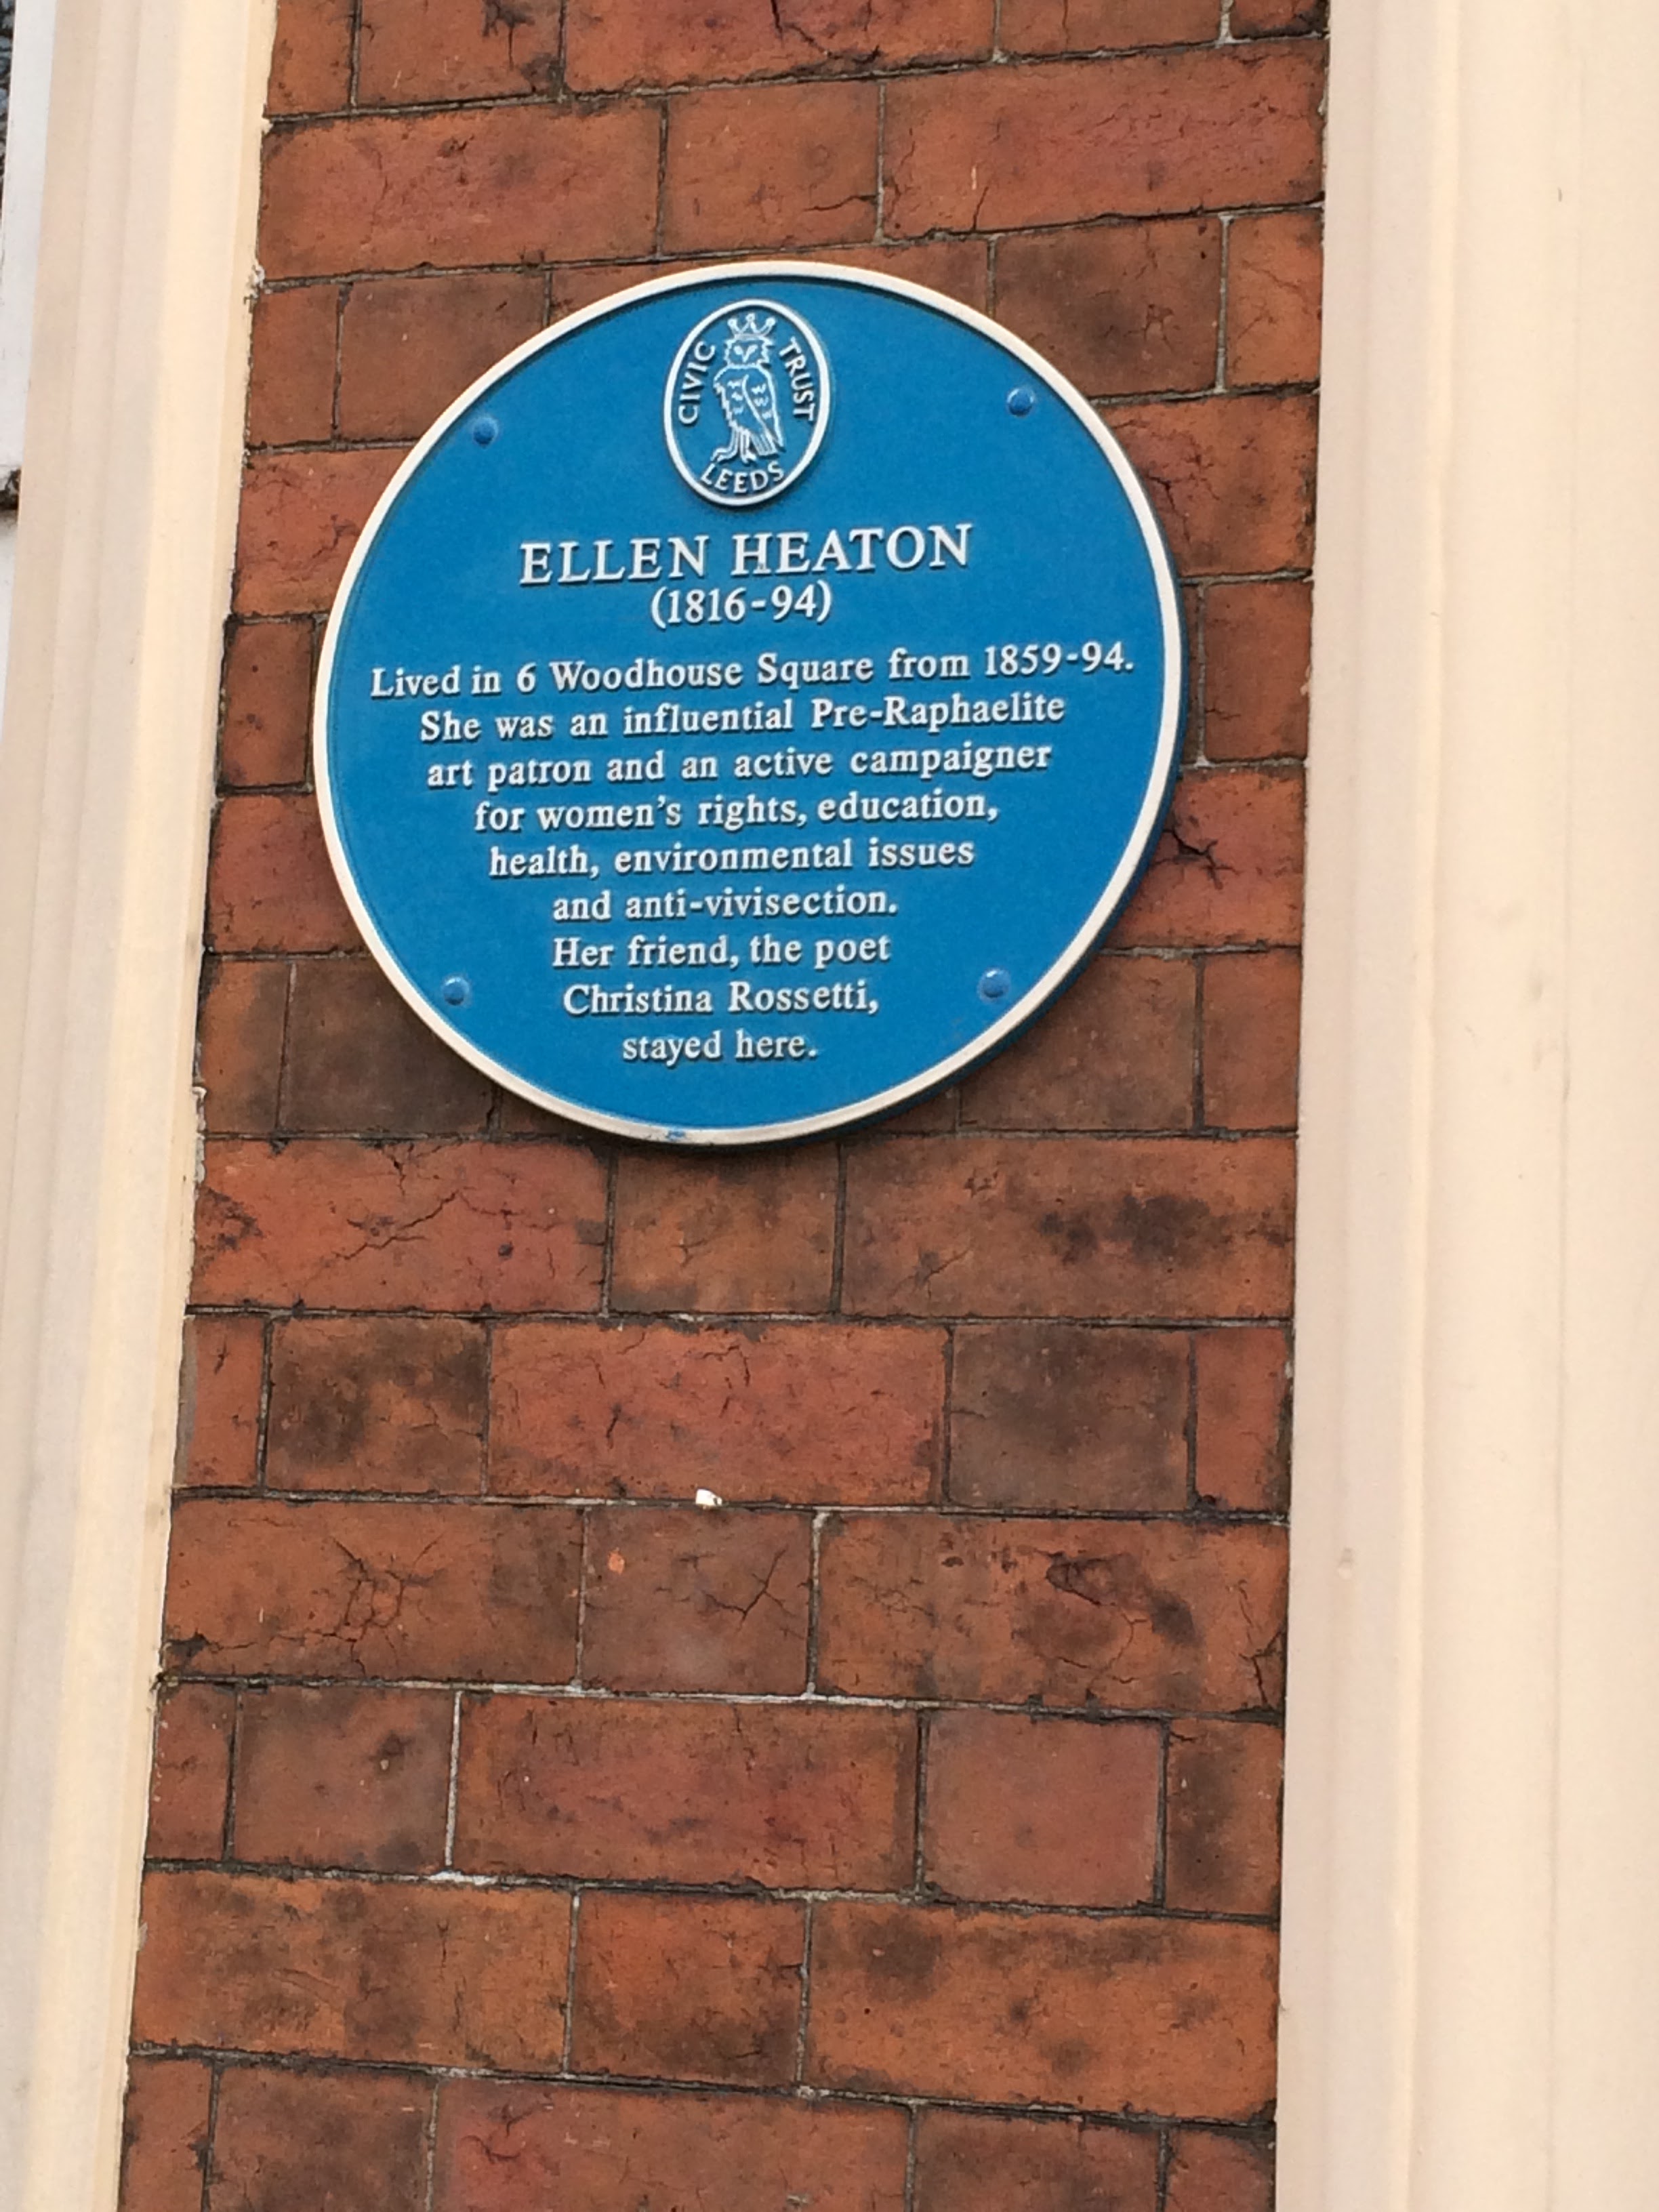 CIVIC TRUST
LEEDS
ELLEN HEATON
(1816-94)
Lived in 6 Woodhouse Square from 1859-94.
She was an influential Pre-Raphaelite
art patron and an active campaigner
for women's rights, education,
health, environmental issues
and anti-vivisection.
Her friend, the poet
Christina Rossetti,
stayed here.